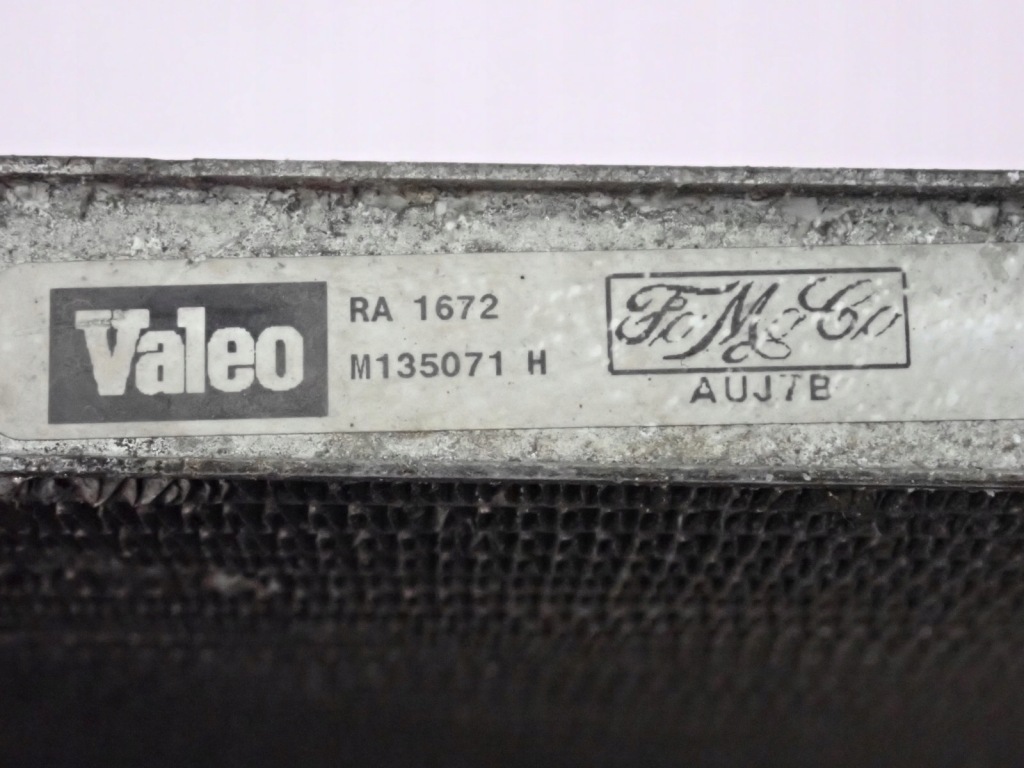 Valeo
RA 1672
M135071 H
FoMoCo
AUJ7B